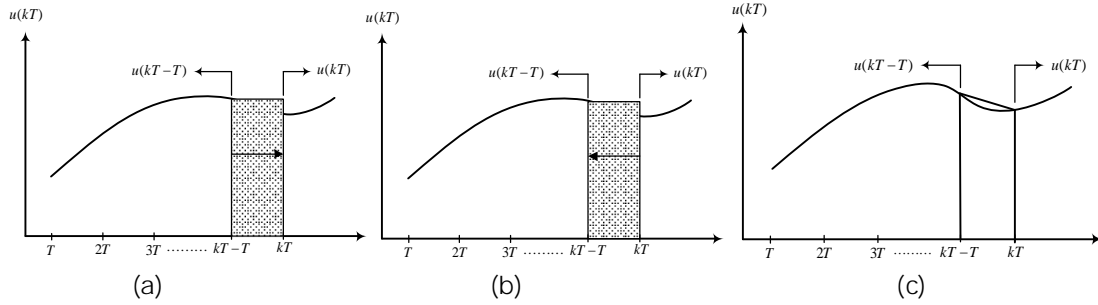 u(kT)
u(kT−T)
u(kT)
T 2T 3T ......... kT−T kT
(a)
u(kT)
u(kT−T)
u(kT)
T 2T 3T ......... kT−T kT
(b)
u(kT)
u(kT−T)
u(kT)
T 2T 3T ......... kT−T kT
(c)